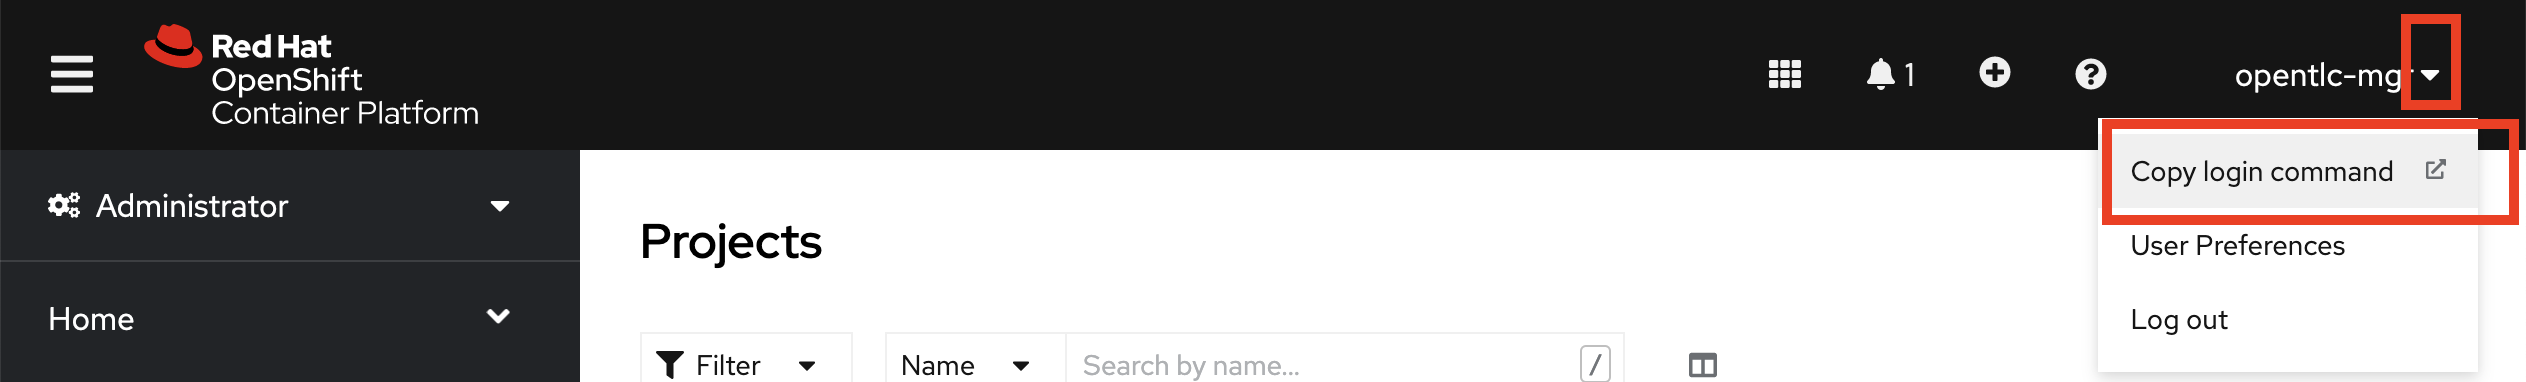 Red Hat
OpenShift
Container Platform
1
opentlc-mgr
Copy login command
User Preferences
Log out
Administrator
Home
Projects
Filter
Name
Search by name...
/